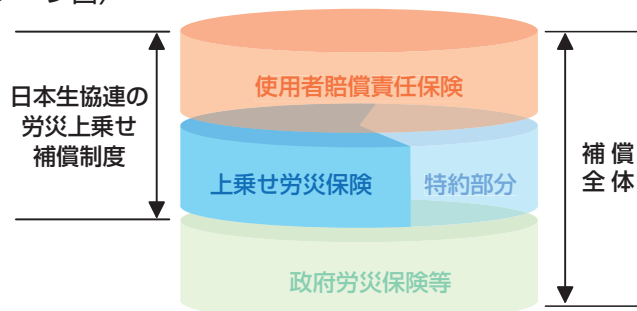 使用者賠償責任保険
日本生協連の
労災上乗せ
補償制度
上乗せ労災保険
特約部分
補償
全体
政府労災保険等